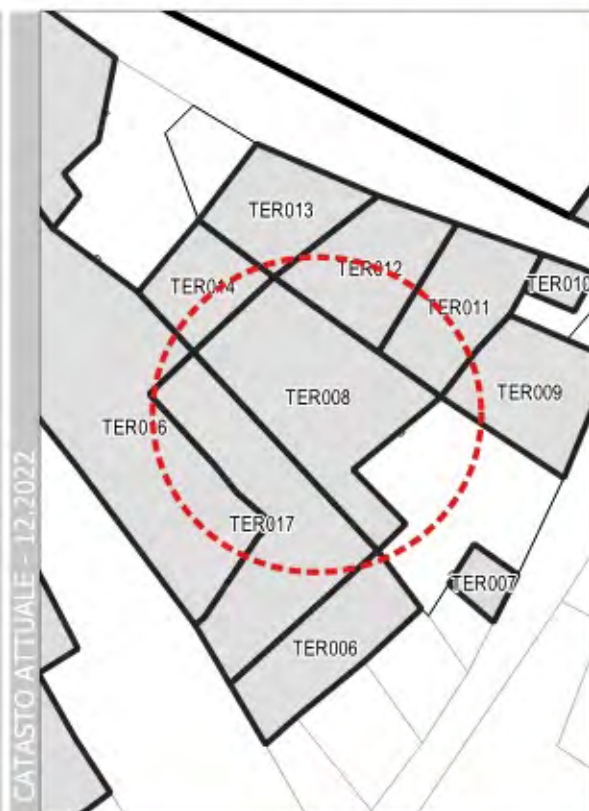 CATASTO ATTUALE - 12.2022
TER013
TER012
TER010
TER014
TER011
TER009
TER008
TER016
TER017
TER007
TER006